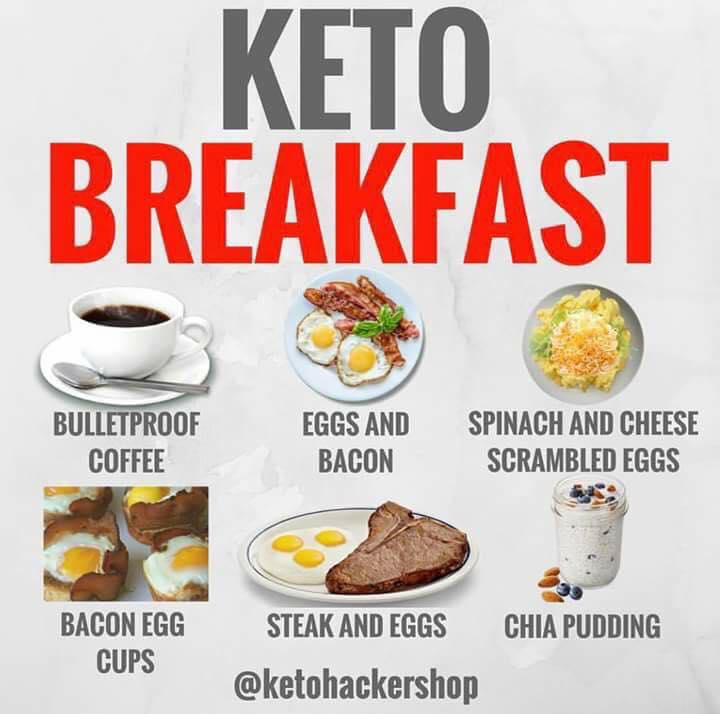 KETO
BREAKFAST
BULLETPROOF
COFFEE
EGGS AND
BACON
SPINACH AND CHEESE
SCRAMBLED EGGS
BACON EGG
CUPS
STEAK AND EGGS
CHIA PUDDING
@ketohackershop